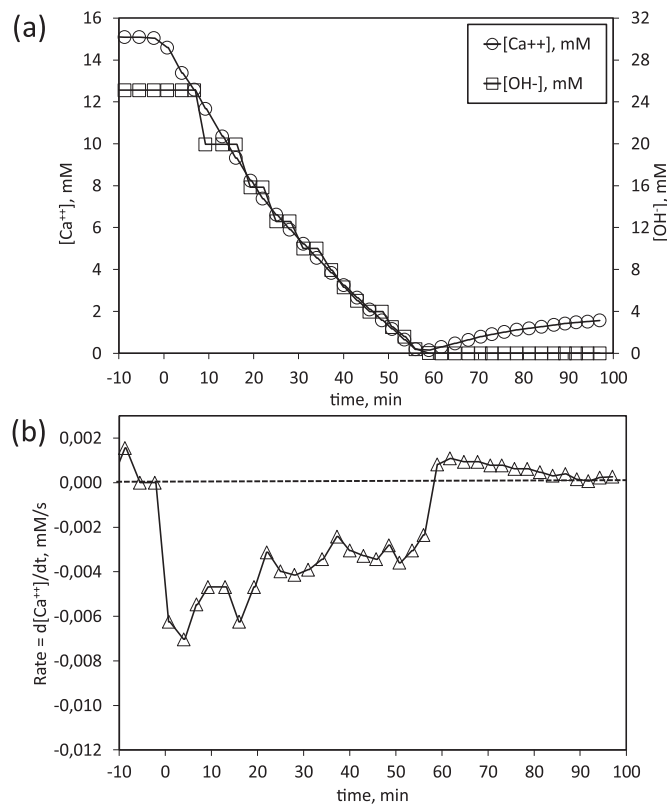 (a)
16
14
12
10
8
6
4
2
0
[Ca⁺⁺], mM
32
28
24
20
16
12
8
4
0
[OH⁻], mM
[Ca++], mM
[OH-], mM
-10 0 10 20 30 40 50 60 70 80 90 100
time, min
(b)
0,002
0,000
-0,002
-0,004
-0,006
-0,008
-0,010
-0,012
Rate = d[Ca⁺⁺]/dt, mM/s
-10 0 10 20 30 40 50 60 70 80 90 100
time, min